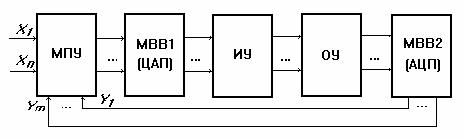 X1
Xn
МПУ
...
МВВ1
(ЦАП)
...
ИУ
...
ОУ
...
МВВ2
(АЦП)
Ym
...
Y1
...